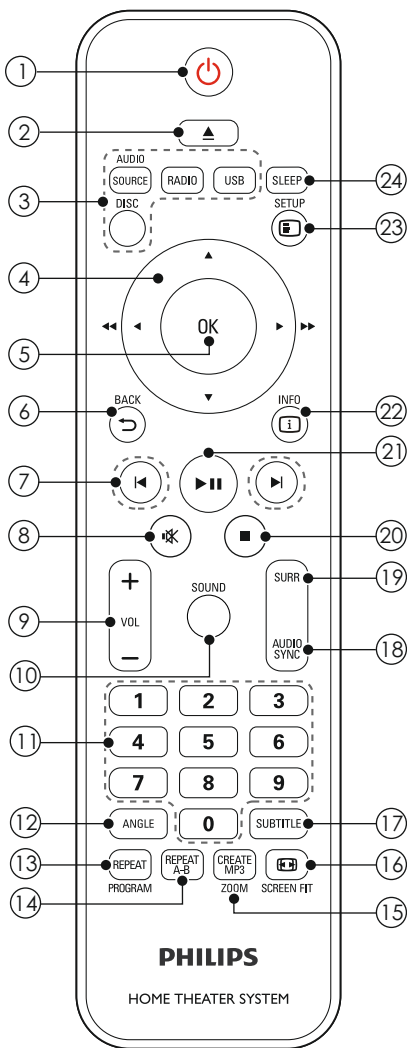 1
2
AUDIO
SOURCE RADIO USB SLEEP 24
3 DISC SETUP 23
4
OK
5
6 BACK INFO 22
21
7
8 20
+ SURR 19
SOUND
9 VOL
- AUDIO SYNC 18
10
1 2 3
11 4 5 6
7 8 9
12 ANGLE 0 SUBTITLE 17
13 REPEAT REPEAT A-B CREATE MP3 16
PROGRAM ZOOM SCREEN FIT
14 15
PHILIPS
HOME THEATER SYSTEM